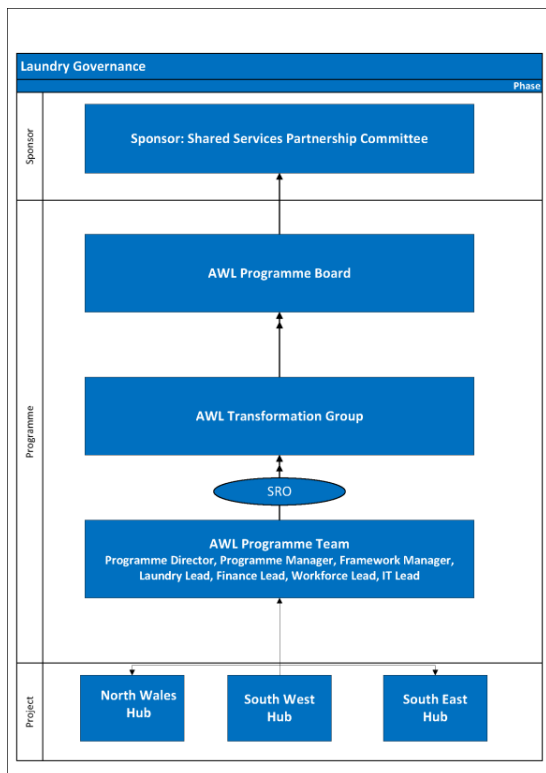 Laundry Governance
Phase
Sponsor
Sponsor: Shared Services Partnership Committee
Programme
AWL Programme Board
AWL Transformation Group
SRO
AWL Programme Team
Programme Director, Programme Manager, Framework Manager,
Laundry Lead, Finance Lead, Workforce Lead, IT Lead
Project
North Wales
Hub
South West
Hub
South East
Hub